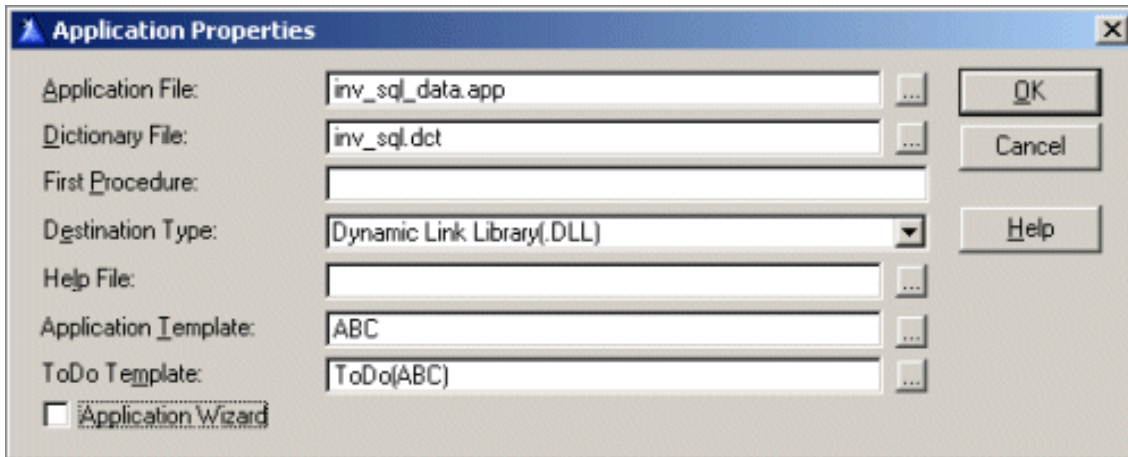 Application Properties
Application File: inv_sql_data.app ... OK
Dictionary File: inv_sql.dct ... Cancel
First Procedure:
Destination Type: Dynamic Link Library(.DLL) Help
Help File: ...
Application Template: ABC ...
ToDo Template: ToDo(ABC) ...
Application Wizard